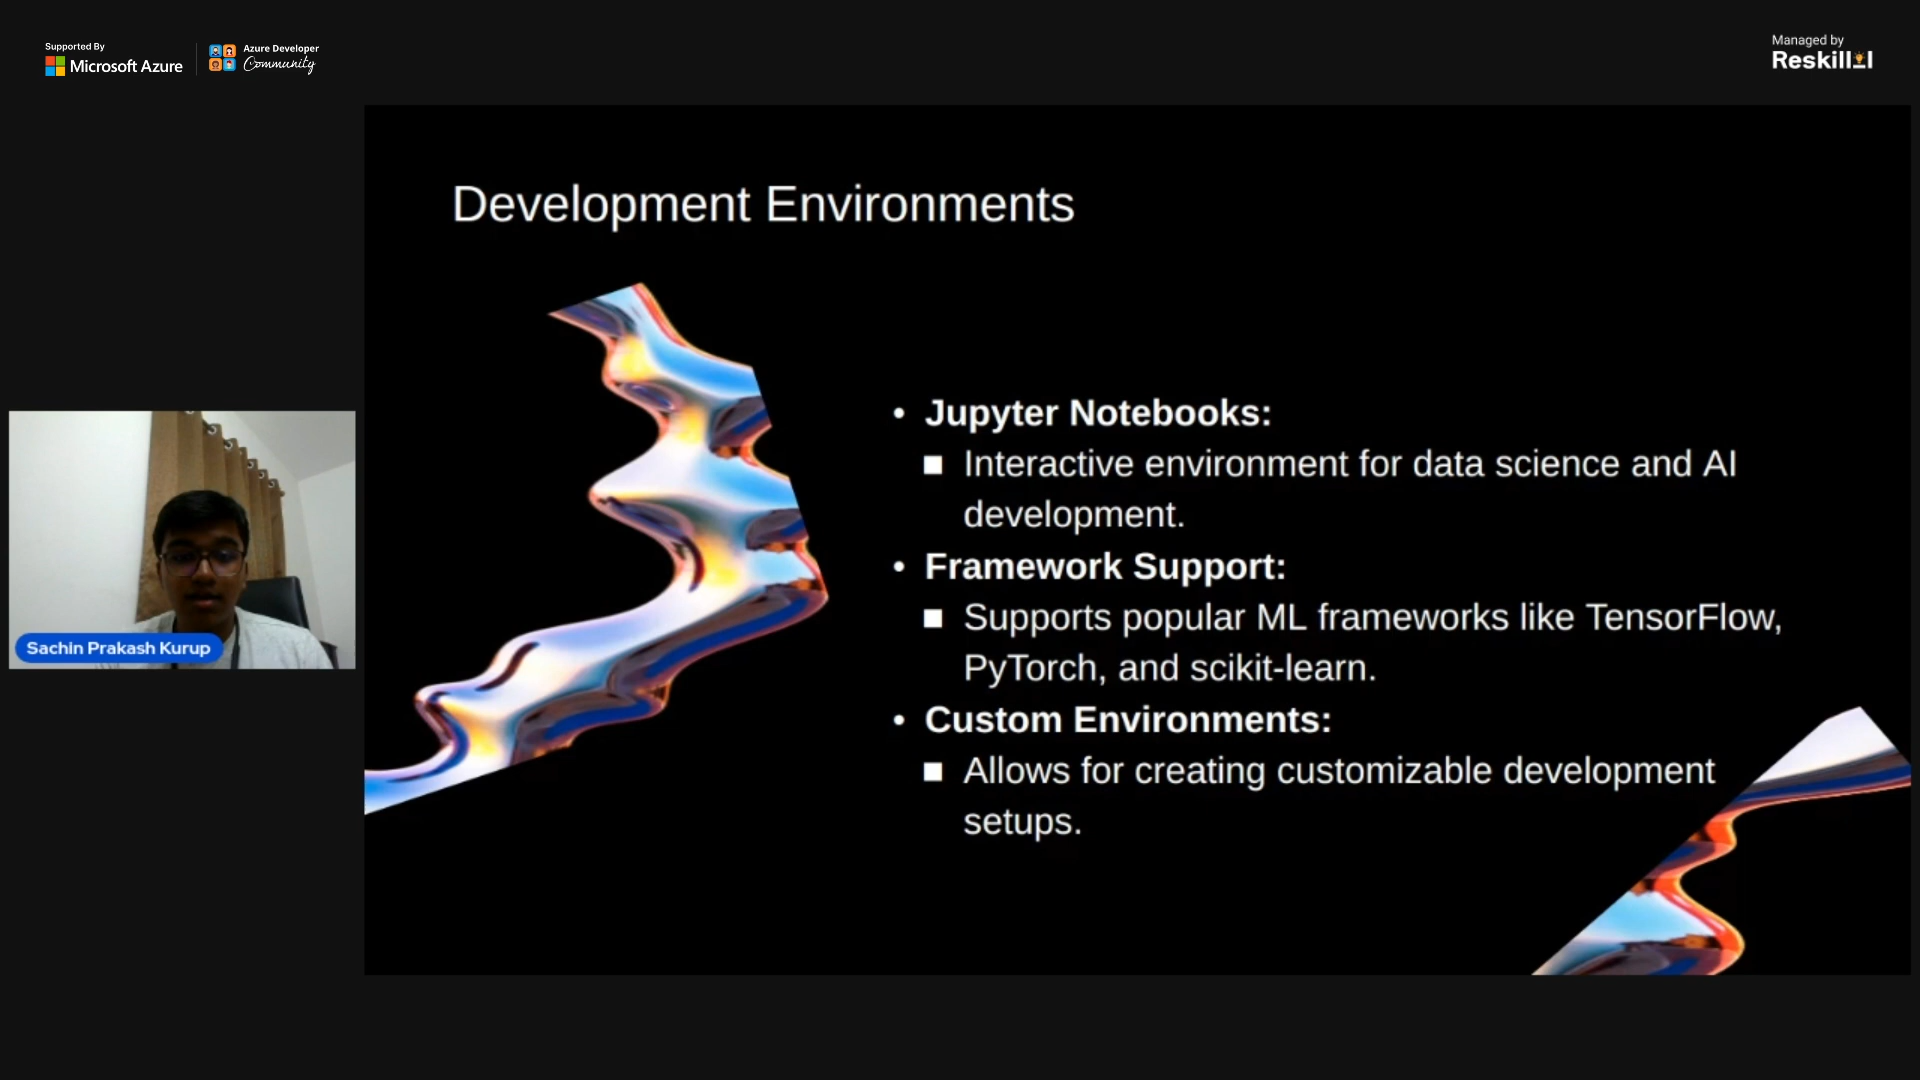 Supported By
Microsoft Azure
Azure Developer
Community
Managed by
Reskilll
Development Environments
• Jupyter Notebooks:
■ Interactive environment for data science and AI
development.
• Framework Support:
■ Supports popular ML frameworks like TensorFlow,
PyTorch, and scikit-learn.
• Custom Environments:
■ Allows for creating customizable development
setups.
Sachin Prakash Kurup